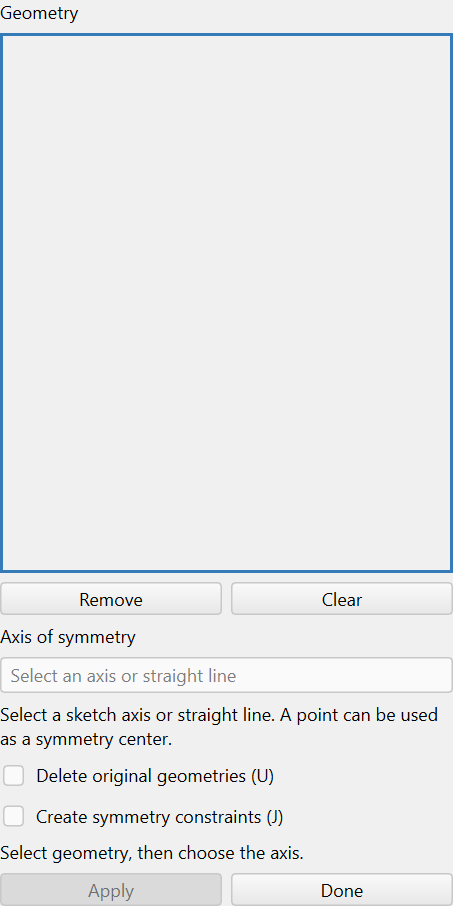 Geometry
Remove
Clear
Axis of symmetry
Select an axis or straight line
Select a sketch axis or straight line. A point can be used
as a symmetry center.
Delete original geometries (U)
Create symmetry constraints (J)
Select geometry, then choose the axis.
Apply
Done